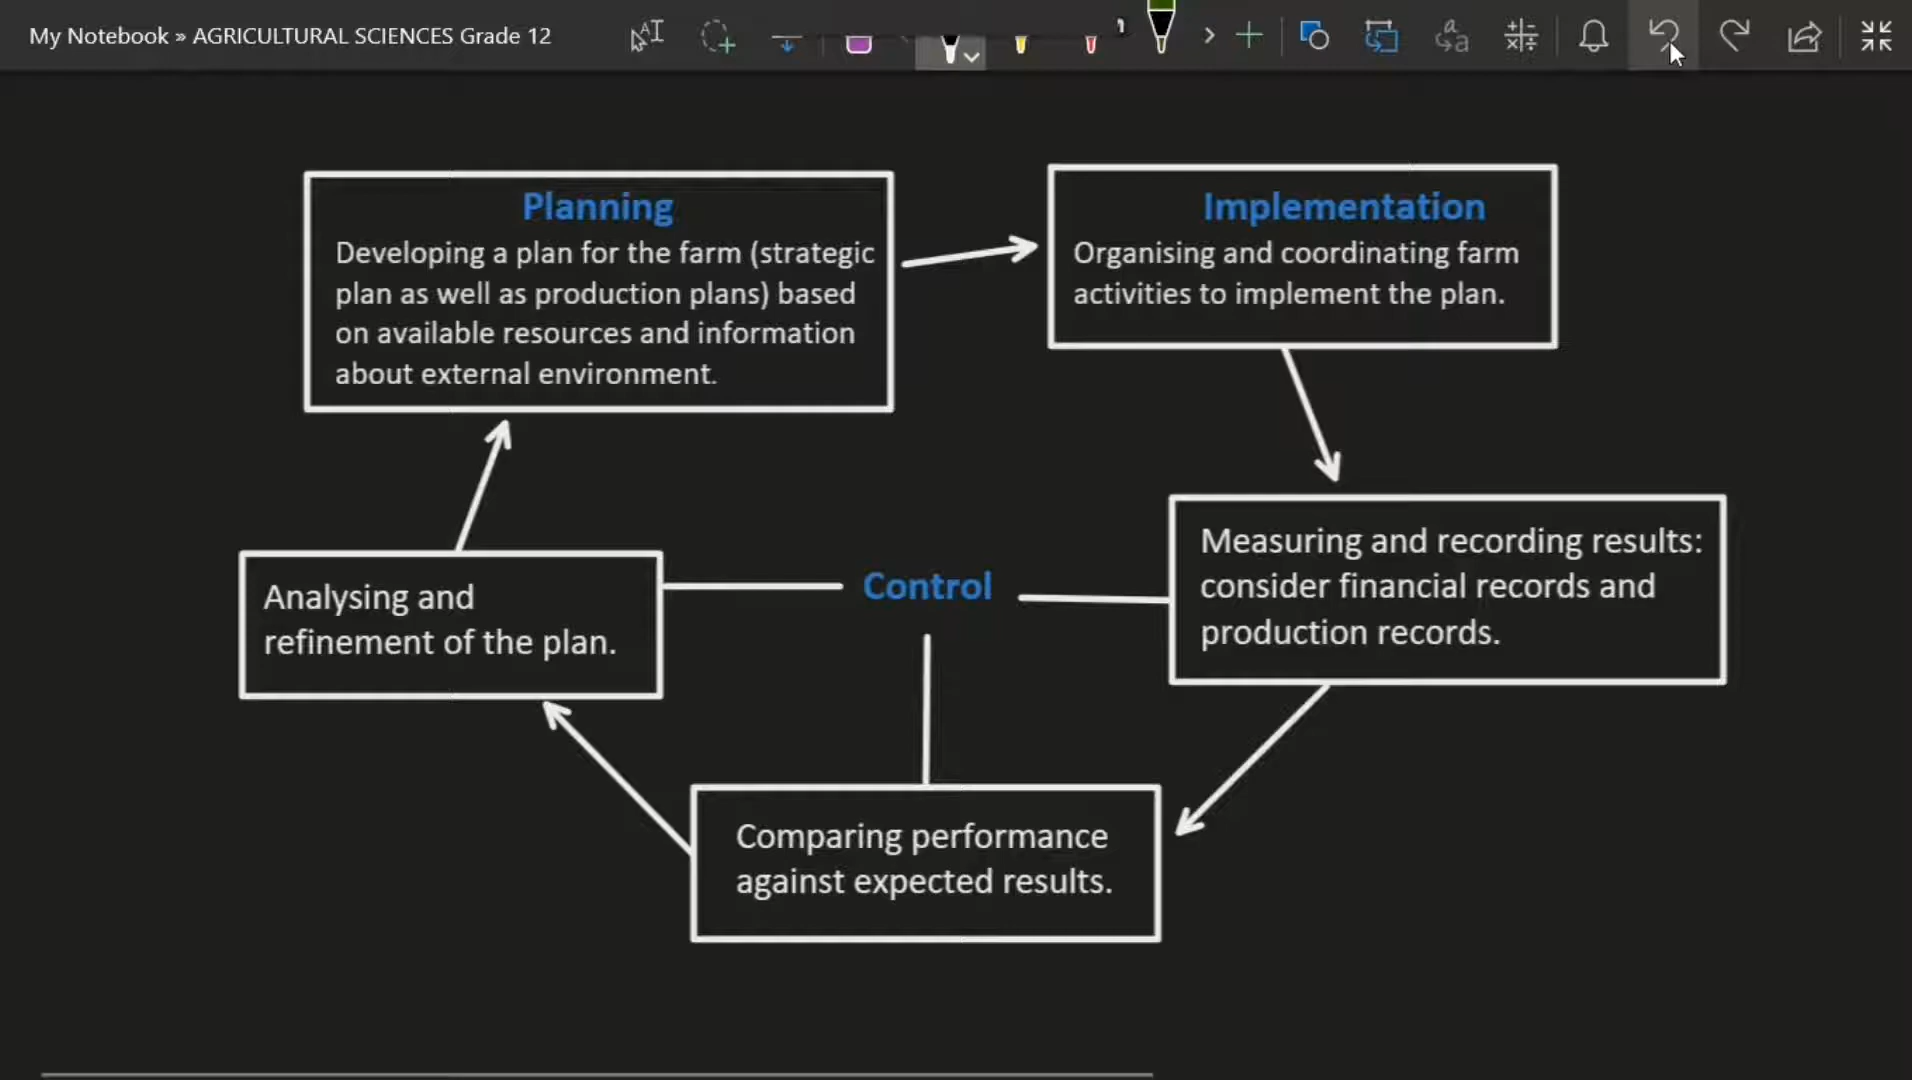 My Notebook » AGRICULTURAL SCIENCES Grade 12
Planning
Developing a plan for the farm (strategic
plan as well as production plans) based
on available resources and information
about external environment.
Implementation
Organising and coordinating farm
activities to implement the plan.
Measuring and recording results:
consider financial records and
production records.
Control
Analysing and
refinement of the plan.
Comparing performance
against expected results.